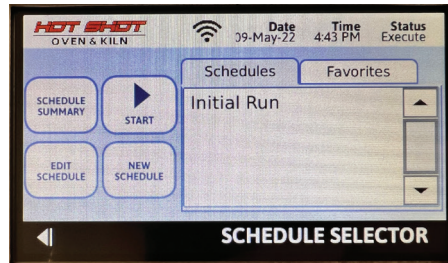 HOT SHOT
OVEN & KILN
Date
09-May-22
Time
4:43 PM
Status
Execute
Schedules
Favorites
SCHEDULE
SUMMARY
START
Initial Run
EDIT
SCHEDULE
NEW
SCHEDULE
SCHEDULE SELECTOR